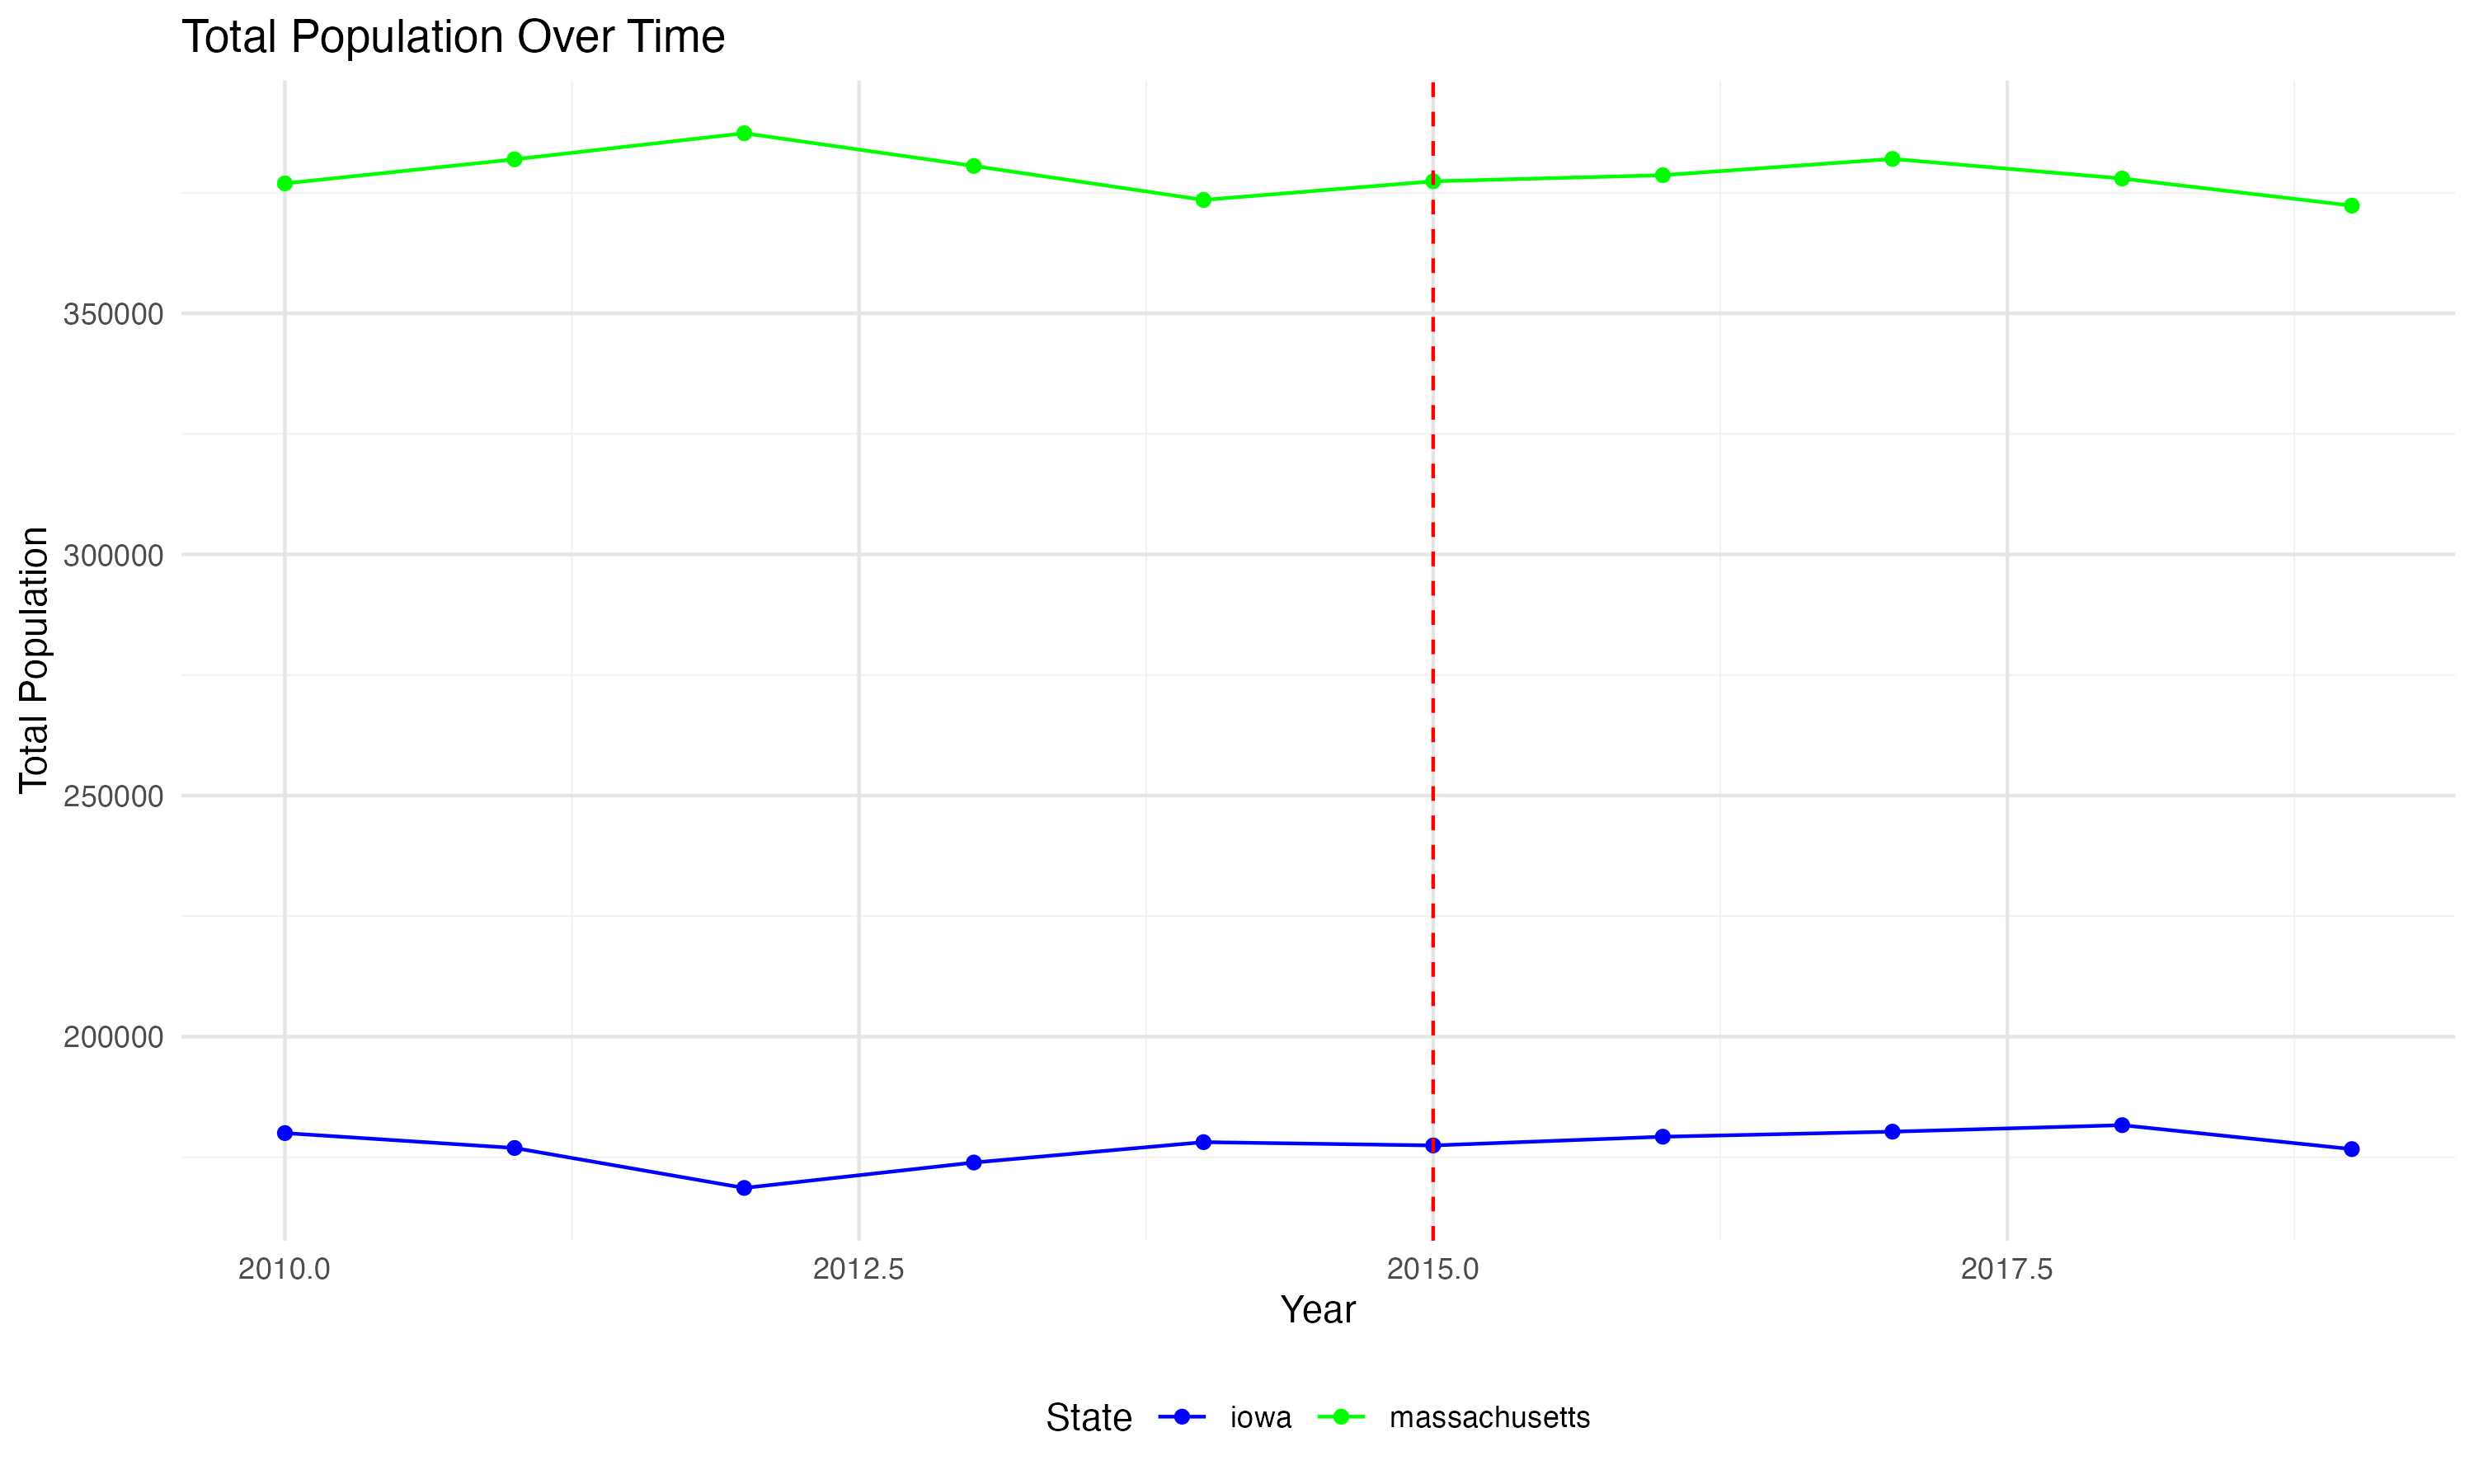 Total Population Over Time
Total Population
350000
300000
250000
200000
2010.0 2012.5 2015.0 2017.5
Year
State iowa massachusetts